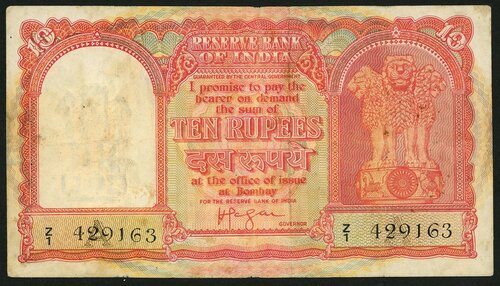 10
RESERVE BANK
OF INDIA
10
GUARANTEED BY THE CENTRAL GOVERNMENT
I promise to pay the
bearer on demand
the sum of
TEN RUPEES
दस रूपये
at the office of issue
at Bombay
FOR THE RESERVE BANK OF INDIA
GOVERNOR
Z/1 429163
Z/1 429163